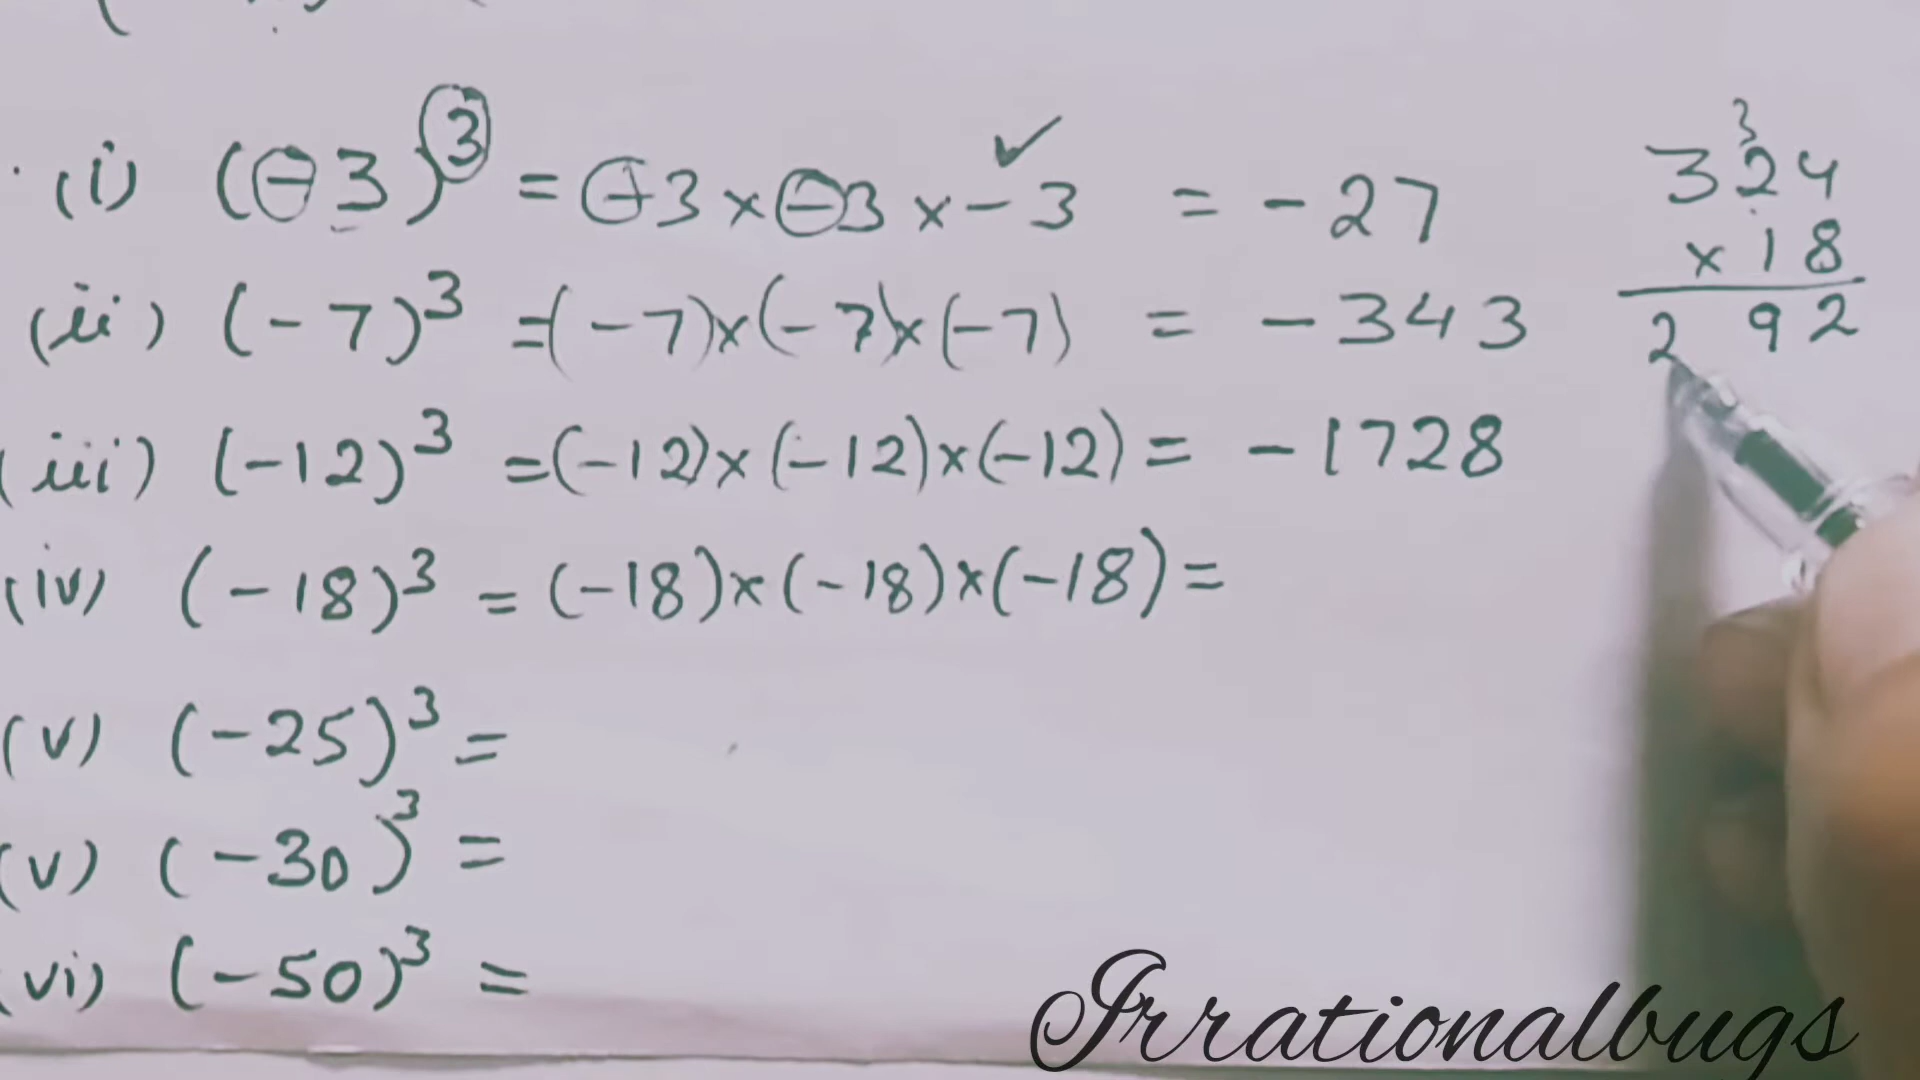 (i) (-3)³ = -3 × -3 × -3 ✓ = -27
(ii) (-7)³ = (-7) × (-7) × (-7) = -343
(iii) (-12)³ = (-12) × (-12) × (-12) = -1728
(iv) (-18)³ = (-18) × (-18) × (-18) =
(v) (-25)³ =
(v) (-30)³ =
(vi) (-50)³ =
3
324
× 18
2 92
Irrationalbugs